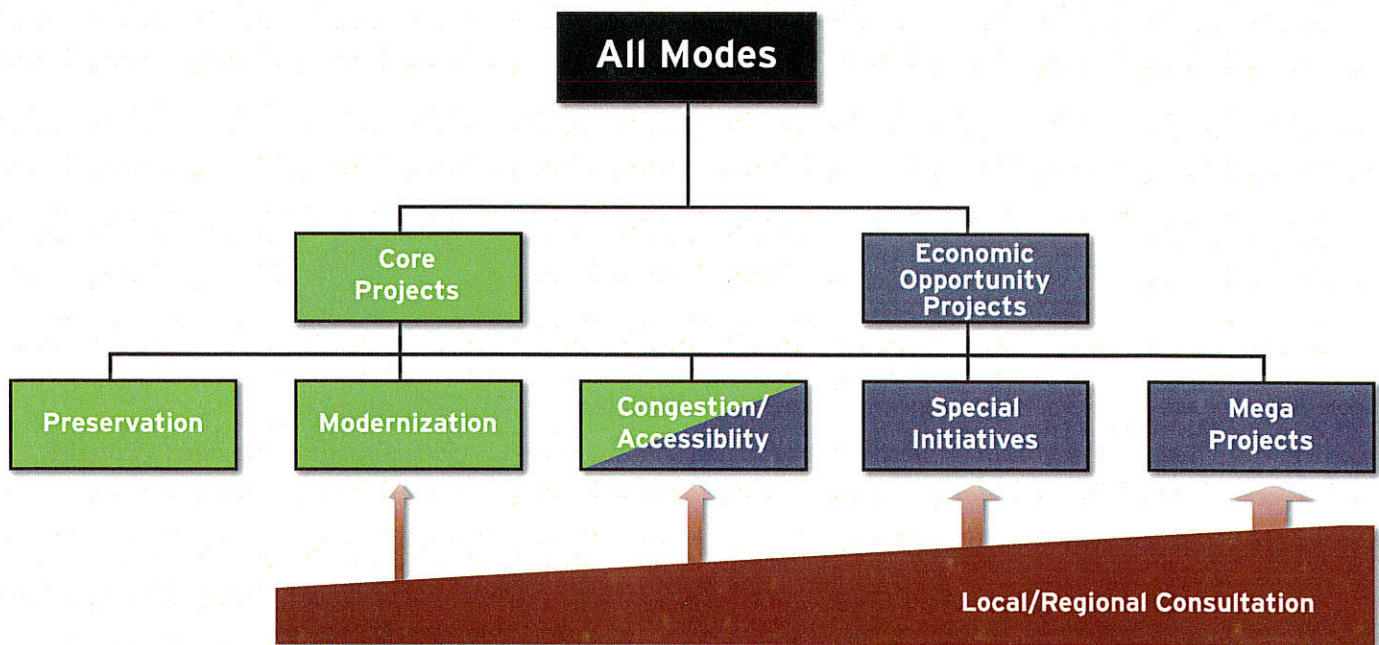 All Modes
Core
Projects
Economic
Opportunity
Projects
Preservation
Modernization
Congestion/
Accessiblity
Special
Initiatives
Mega
Projects
Local/Regional Consultation